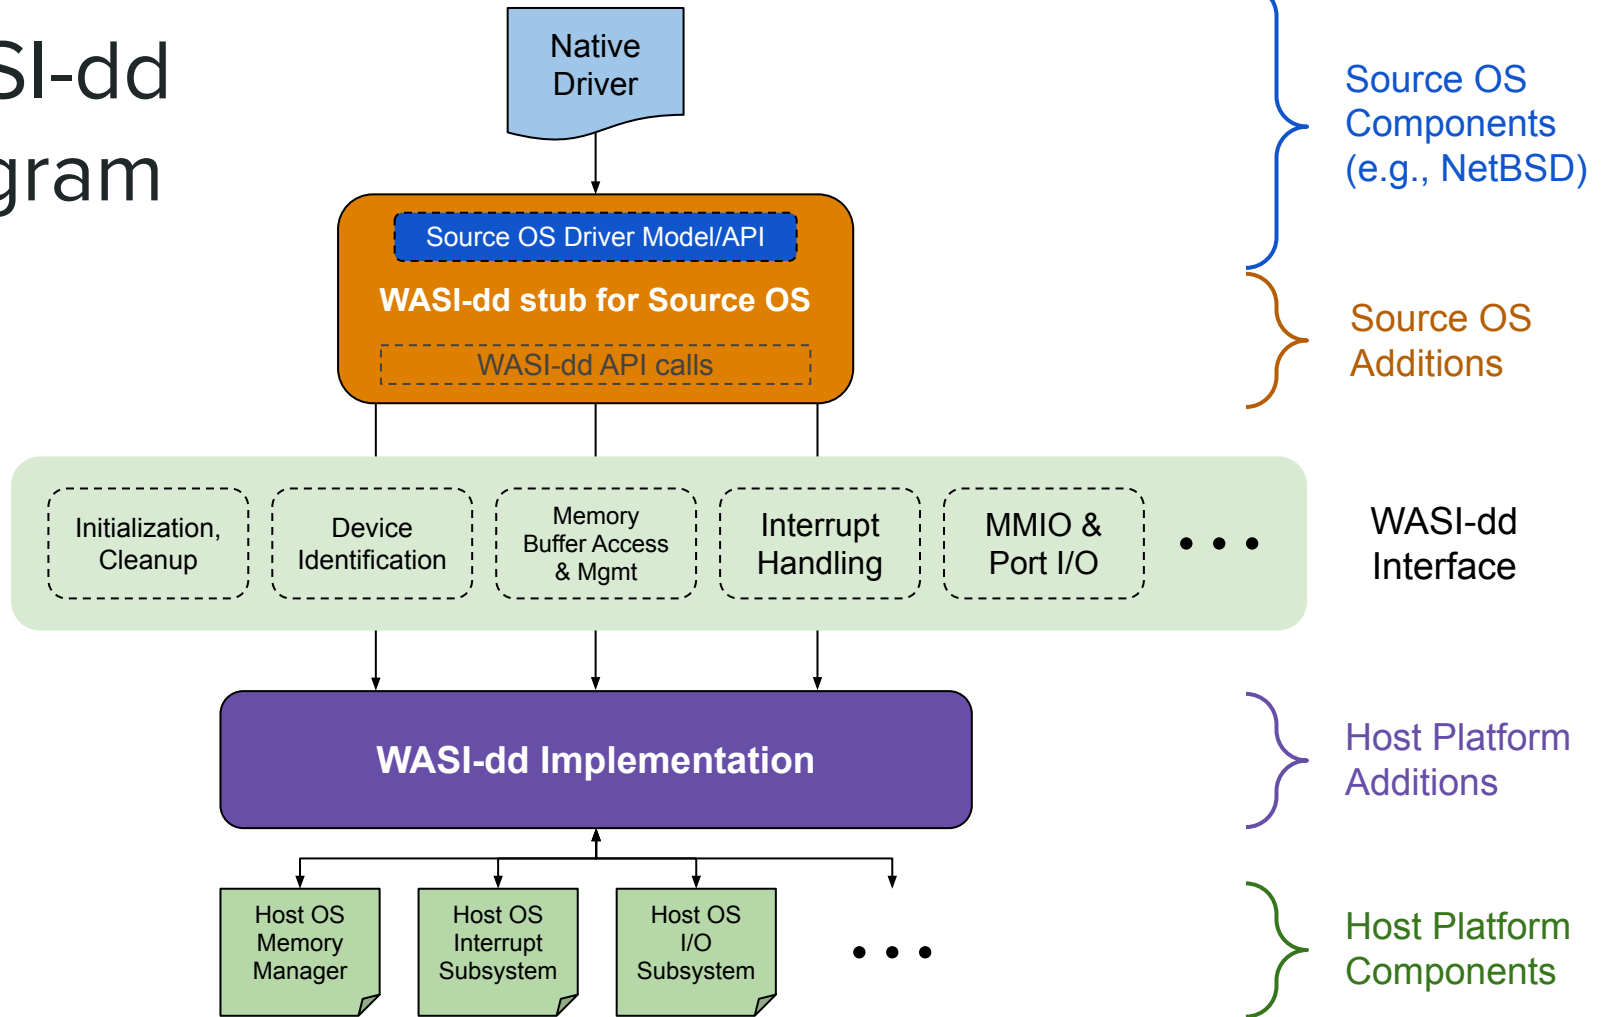 SI-dd
gram
Native
Driver
Source OS
Components
(e.g., NetBSD)
Source OS Driver Model/API
WASI-dd stub for Source OS
WASI-dd API calls
Source OS
Additions
Initialization,
Cleanup
Device
Identification
Memory
Buffer Access
& Mgmt
Interrupt
Handling
MMIO &
Port I/O
• • •
WASI-dd
Interface
WASI-dd Implementation
Host Platform
Additions
Host OS
Memory
Manager
Host OS
Interrupt
Subsystem
Host OS
I/O
Subsystem
• • •
Host Platform
Components